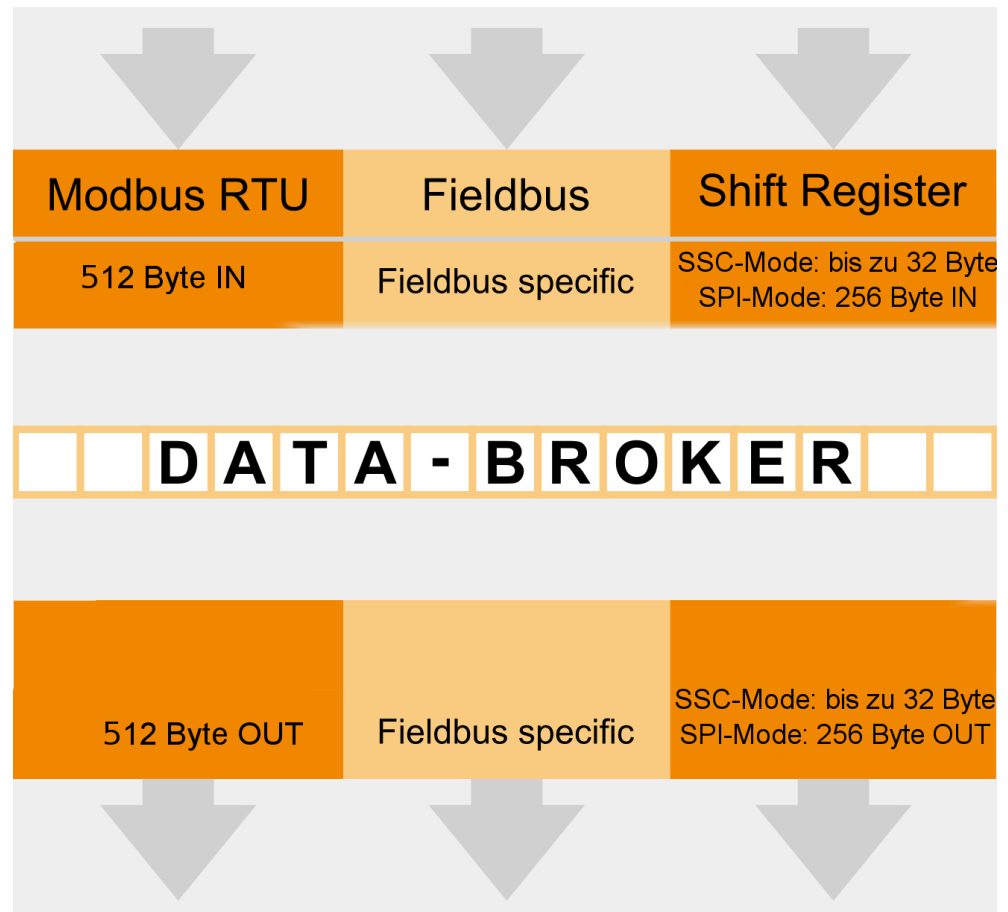 Modbus RTU
Fieldbus
Shift Register
512 Byte IN
Fieldbus specific
SSC-Mode: bis zu 32 Byte
SPI-Mode: 256 Byte IN
DATA-BROKER
512 Byte OUT
Fieldbus specific
SSC-Mode: bis zu 32 Byte
SPI-Mode: 256 Byte OUT